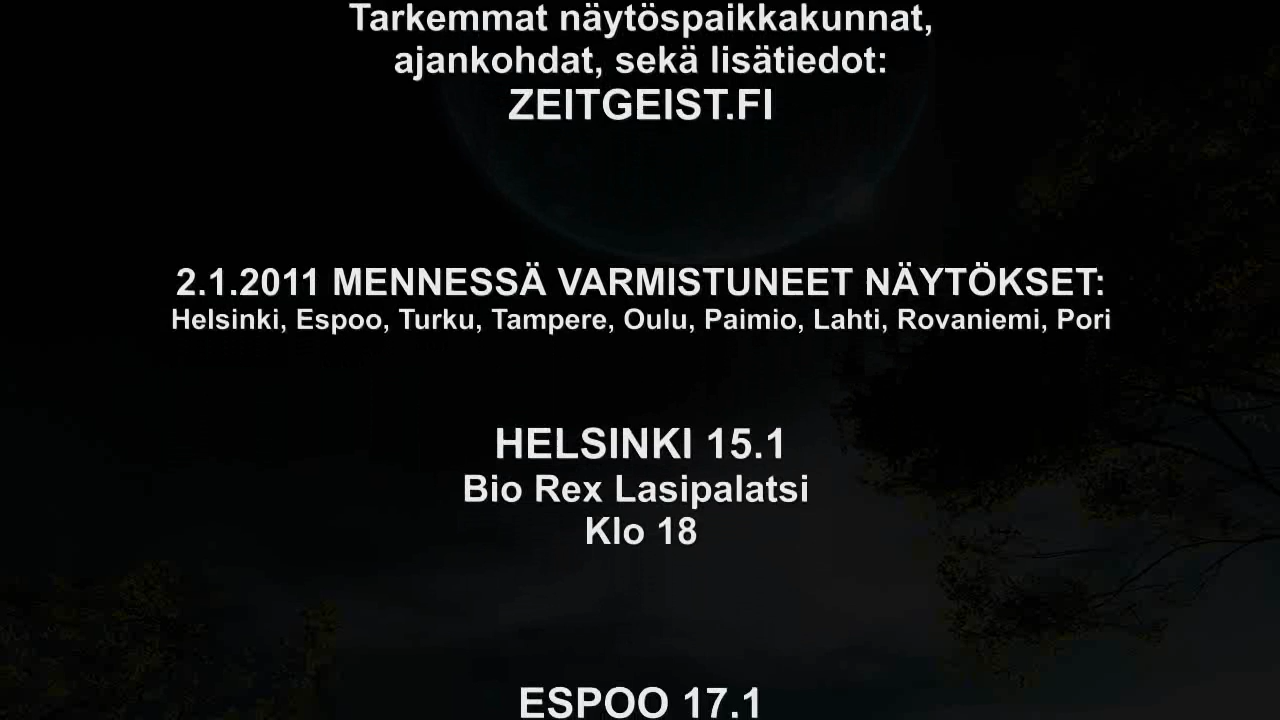 Tarkemmat näytöspaikkakunnat,
ajankohdat, sekä lisätiedot:
ZEITGEIST.FI
2.1.2011 MENNESSÄ VARMISTUNEET NÄYTÖKSET:
Helsinki, Espoo, Turku, Tampere, Oulu, Paimio, Lahti, Rovaniemi, Pori
HELSINKI 15.1
Bio Rex Lasipalatsi
Klo 18
ESPOO 17.1